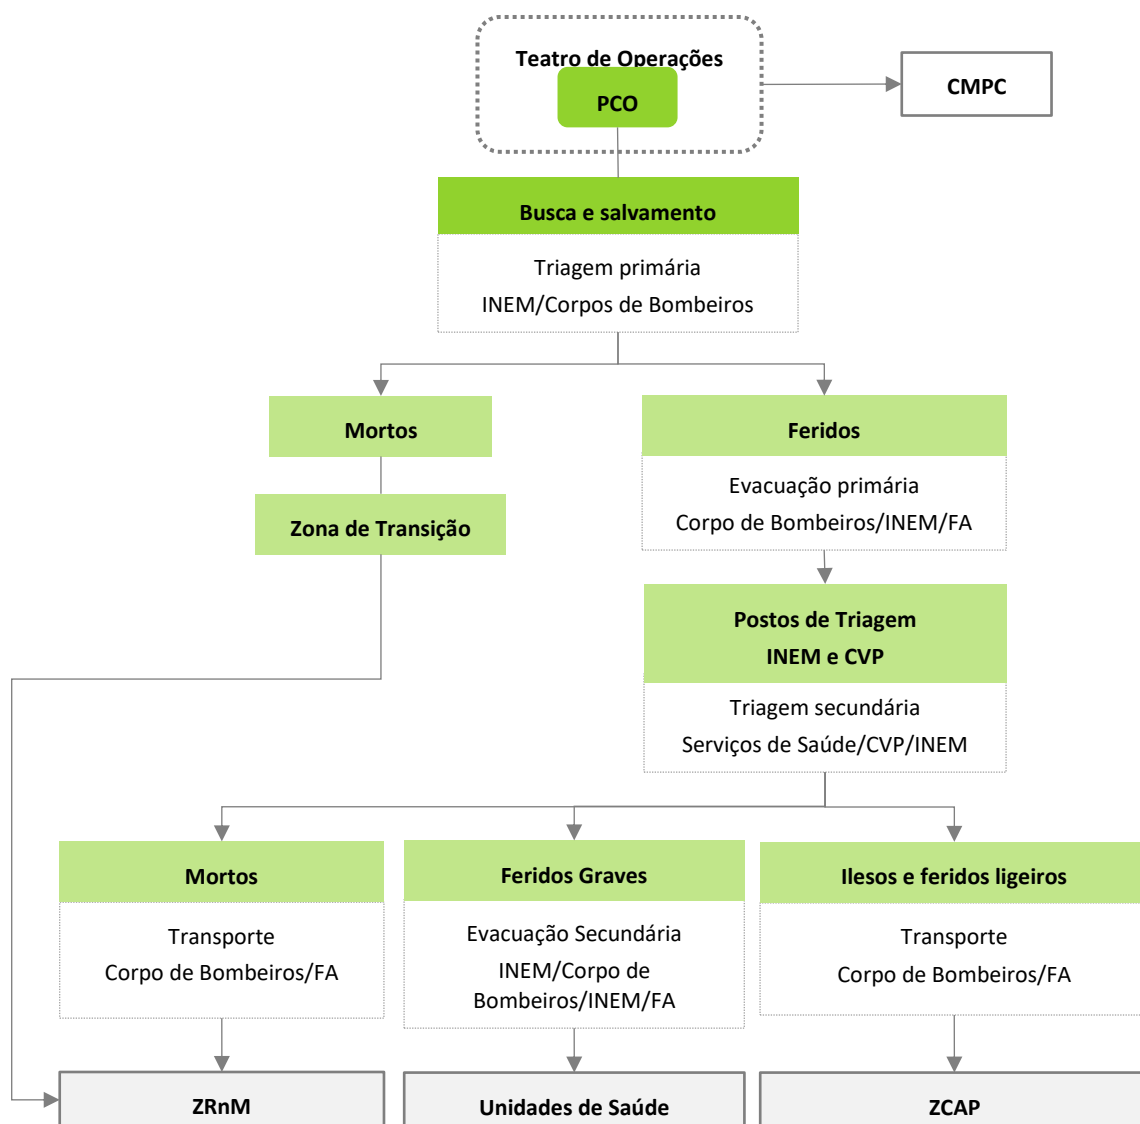 Teatro de Operações
PCO
CMPC
Busca e salvamento
Triagem primária
INEM/Corpos de Bombeiros
Mortos
Feridos
Evacuação primária
Corpo de Bombeiros/INEM/FA
Zona de Transição
Postos de Triagem
INEM e CVP
Triagem secundária
Serviços de Saúde/CVP/INEM
Mortos
Transporte
Corpo de Bombeiros/FA
Feridos Graves
Evacuação Secundária
INEM/Corpo de
Bombeiros/INEM/FA
Ilesos e feridos ligeiros
Transporte
Corpo de Bombeiros/FA
ZRnM
Unidades de Saúde
ZCAP